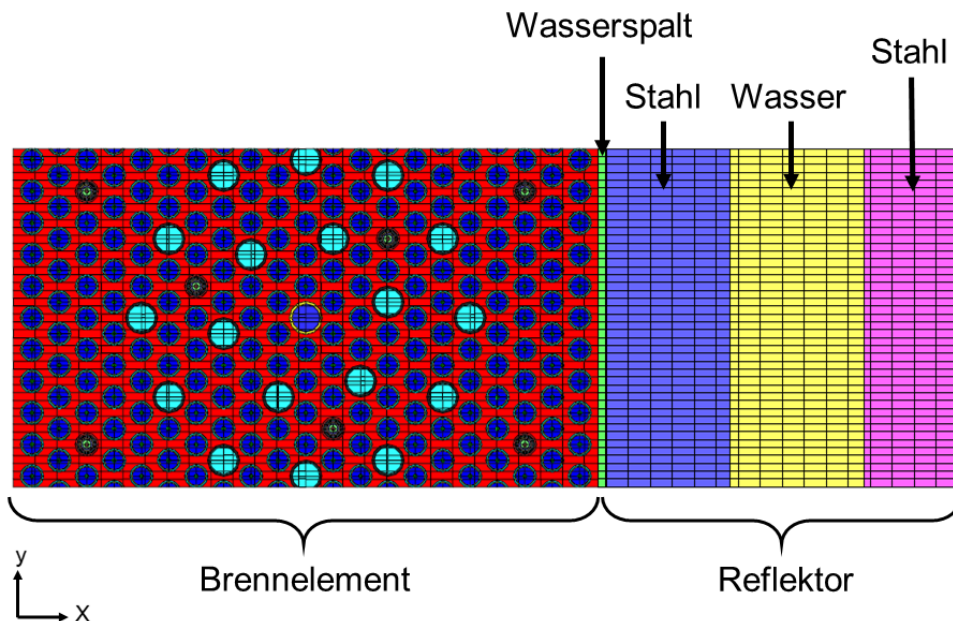 Wasserspalt
Stahl
Stahl Wasser
Brennelement
Reflektor
y
x